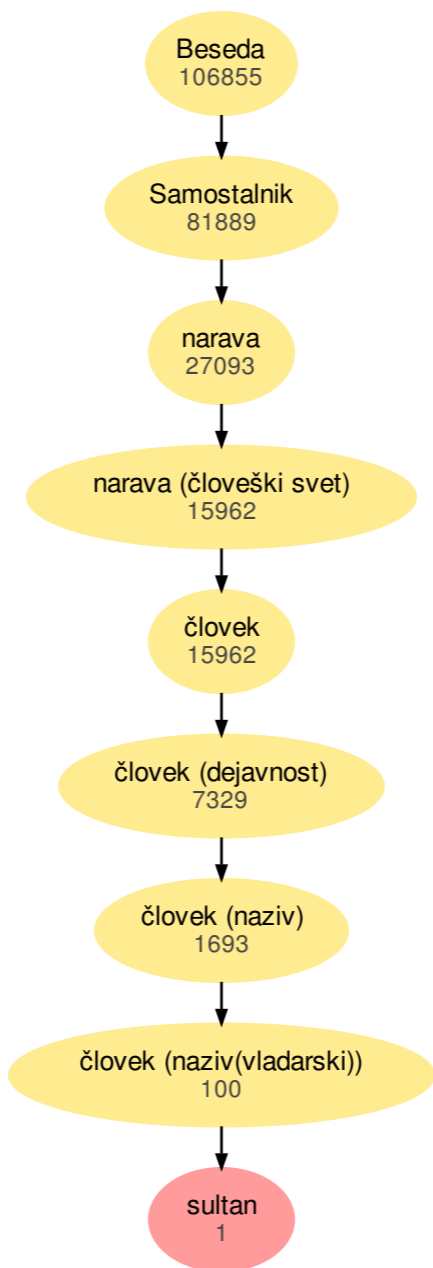 Beseda
106855
Samostalnik
81889
narava
27093
narava (človeški svet)
15962
človek
15962
človek (dejavnost)
7329
človek (naziv)
1693
človek (naziv(vladarski))
100
sultan
1